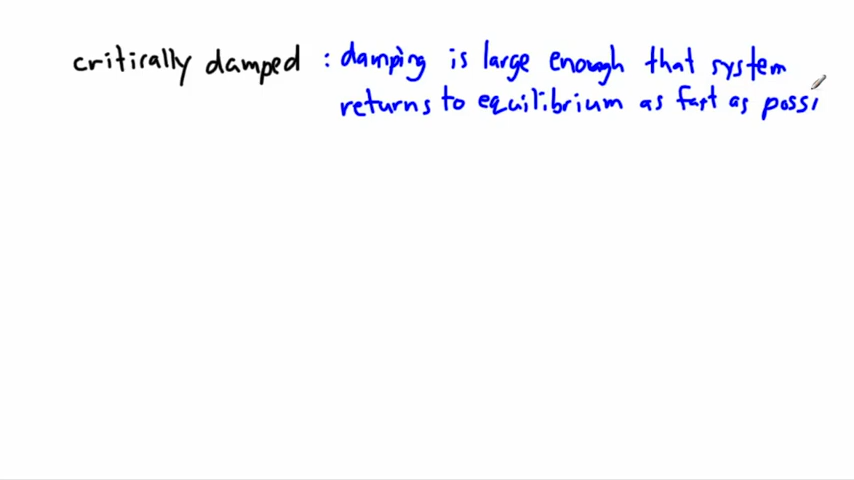 critically damped : damping is large enough that system
returns to equilibrium as fast as possi